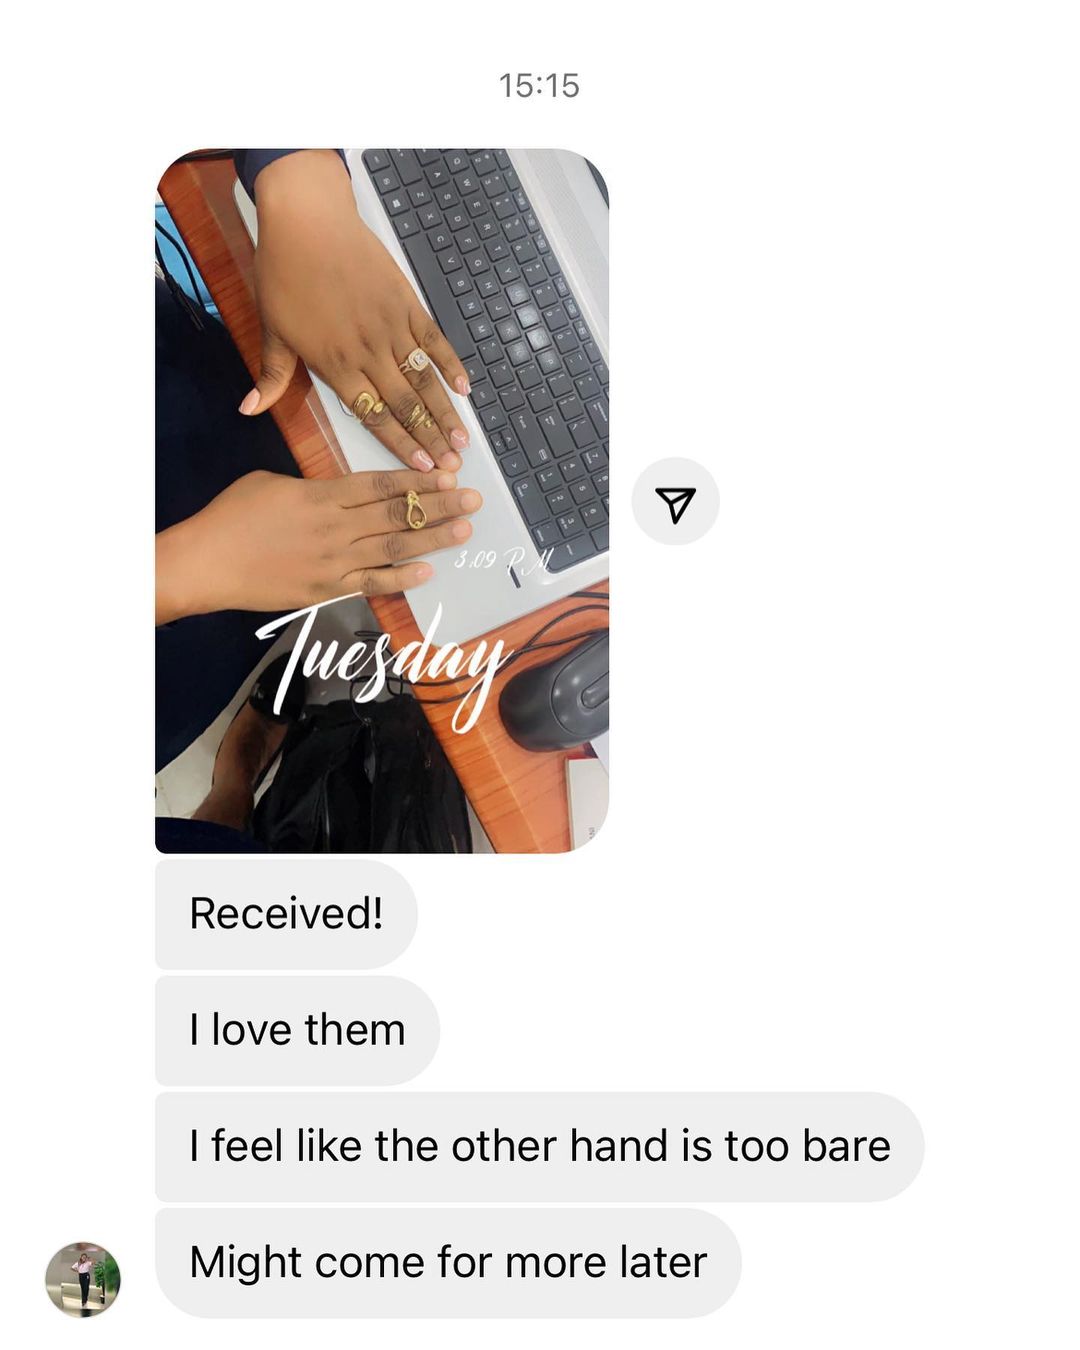 15:15
3.09 PM
Tuesday
Received!
I love them
I feel like the other hand is too bare
Might come for more later